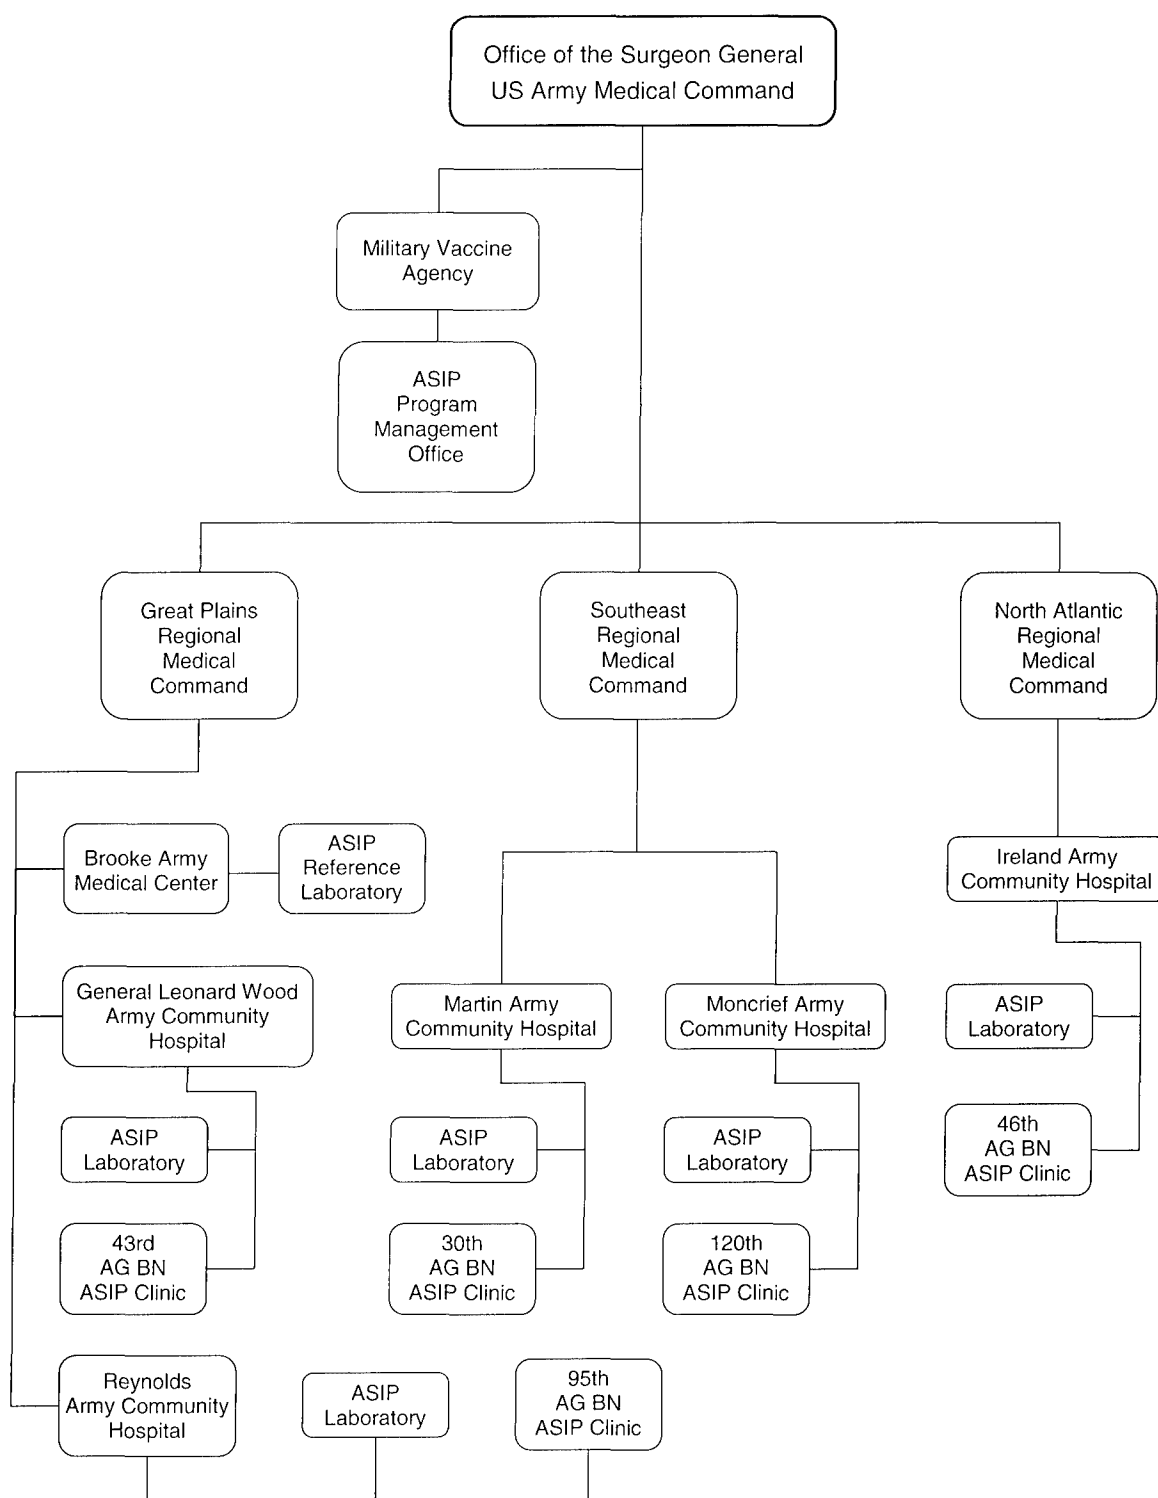 Office of the Surgeon General
US Army Medical Command
Military Vaccine
Agency
ASIP
Program
Management
Office
Great Plains
Regional
Medical
Command
Southeast
Regional
Medical
Command
North Atlantic
Regional
Medical
Command
Brooke Army
Medical Center
ASIP
Reference
Laboratory
Ireland Army
Community Hospital
General Leonard Wood
Army Community
Hospital
Martin Army
Community Hospital
Moncrief Army
Community Hospital
ASIP
Laboratory
ASIP
Laboratory
ASIP
Laboratory
ASIP
Laboratory
46th
AG BN
ASIP Clinic
43rd
AG BN
ASIP Clinic
30th
AG BN
ASIP Clinic
120th
AG BN
ASIP Clinic
Reynolds
Army Community
Hospital
ASIP
Laboratory
95th
AG BN
ASIP Clinic